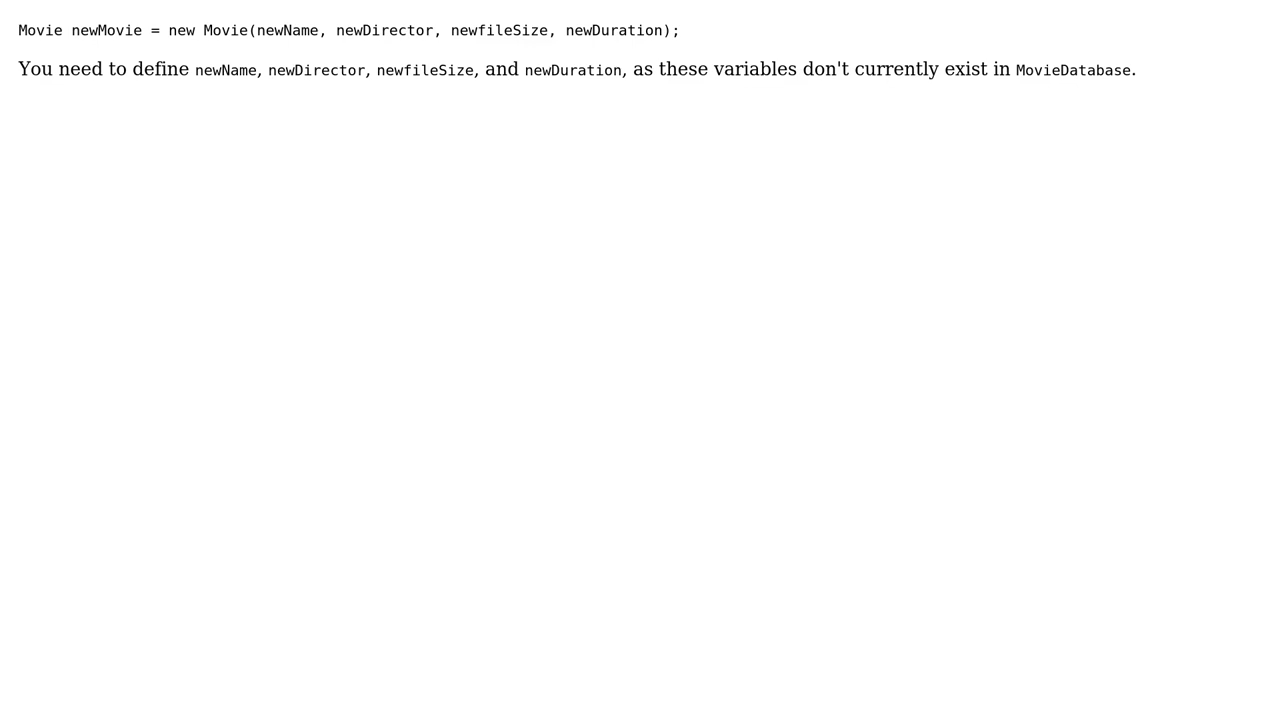 Movie newMovie = new Movie(newName, newDirector, newfileSize, newDuration);
You need to define newName, newDirector, newfileSize, and newDuration, as these variables don't currently exist in MovieDatabase.